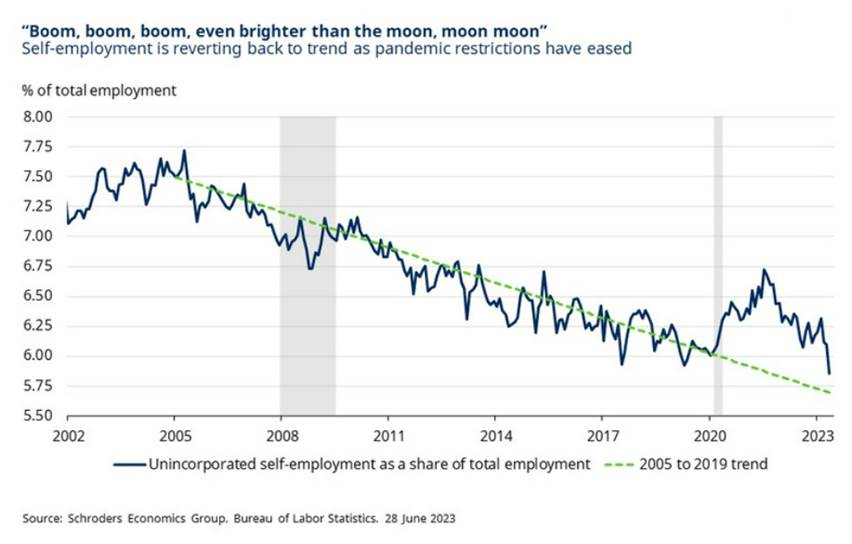 “Boom, boom, boom, even brighter than the moon, moon moon”
Self-employment is reverting back to trend as pandemic restrictions have eased
% of total employment
8.00
7.75
7.50
7.25
7.00
6.75
6.50
6.25
6.00
5.75
5.50
2002 2005 2008 2011 2014 2017 2020 2023
Unincorporated self-employment as a share of total employment 2005 to 2019 trend
Source: Schroders Economics Group, Bureau of Labor Statistics. 28 June 2023